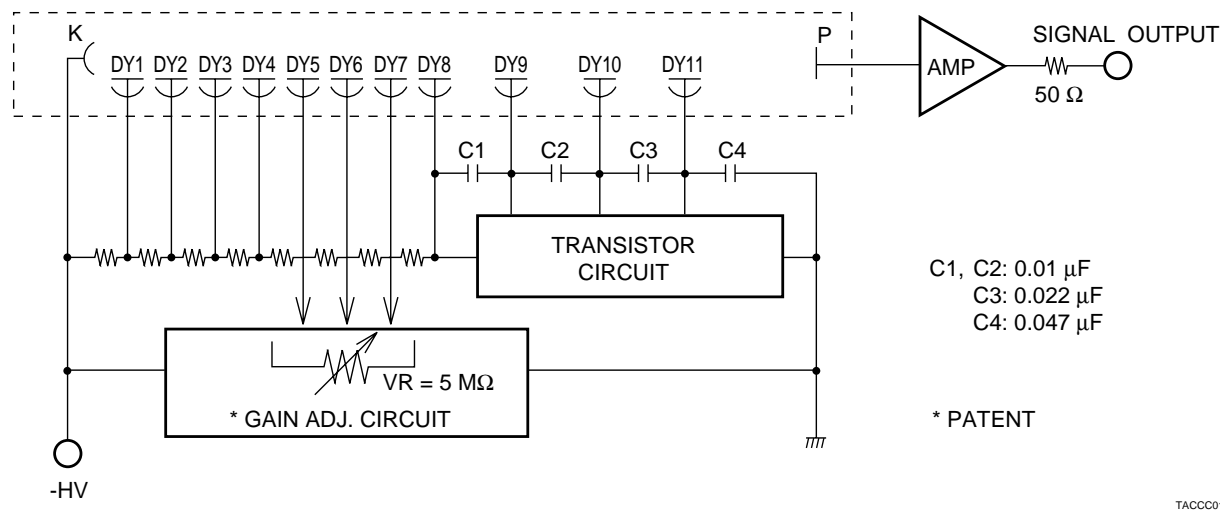 K
DY1 DY2 DY3 DY4 DY5 DY6 DY7 DY8 DY9 DY10 DY11
P
AMP
SIGNAL OUTPUT
50 Ω
C1 C2 C3 C4
TRANSISTOR
CIRCUIT
C1, C2: 0.01 µF
C3: 0.022 µF
C4: 0.047 µF
VR = 5 MΩ
* GAIN ADJ. CIRCUIT
* PATENT
-HV